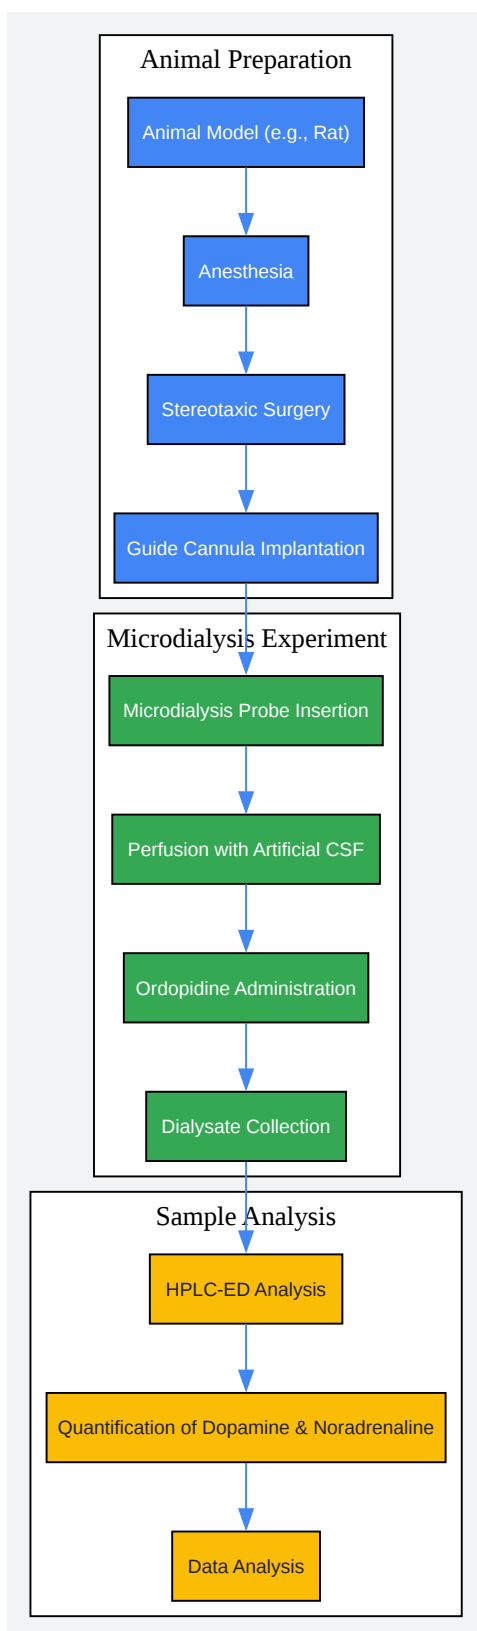 Animal Preparation
Animal Model (e.g., Rat)
Anesthesia
Stereotaxic Surgery
Guide Cannula Implantation
Microdialysis Experiment
Microdialysis Probe Insertion
Perfusion with Artificial CSF
Ordopidine Administration
Dialysate Collection
Sample Analysis
HPLC-ED Analysis
Quantification of Dopamine & Noradrenaline
Data Analysis